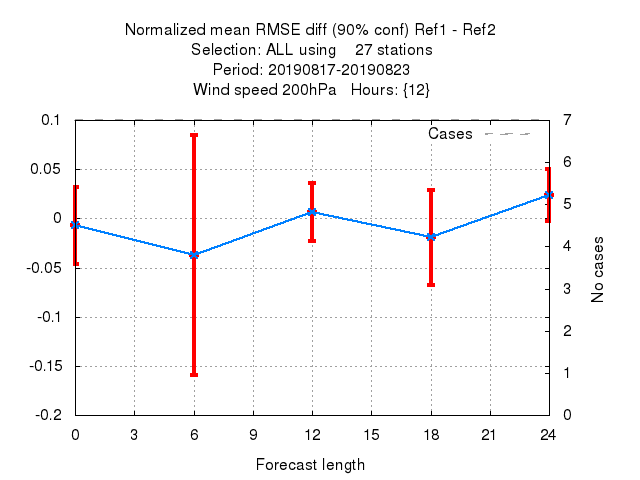 Normalized mean RMSE diff (90% conf) Ref1 - Ref2
Selection: ALL using    27 stations
Period: 20190817-20190823
Wind speed 200hPa   Hours: {12}
Cases
0.1
0.05
0
-0.05
-0.1
-0.15
-0.2
7
6
5
4
3
2
1
0
No cases
0 3 6 9 12 15 18 21 24
Forecast length